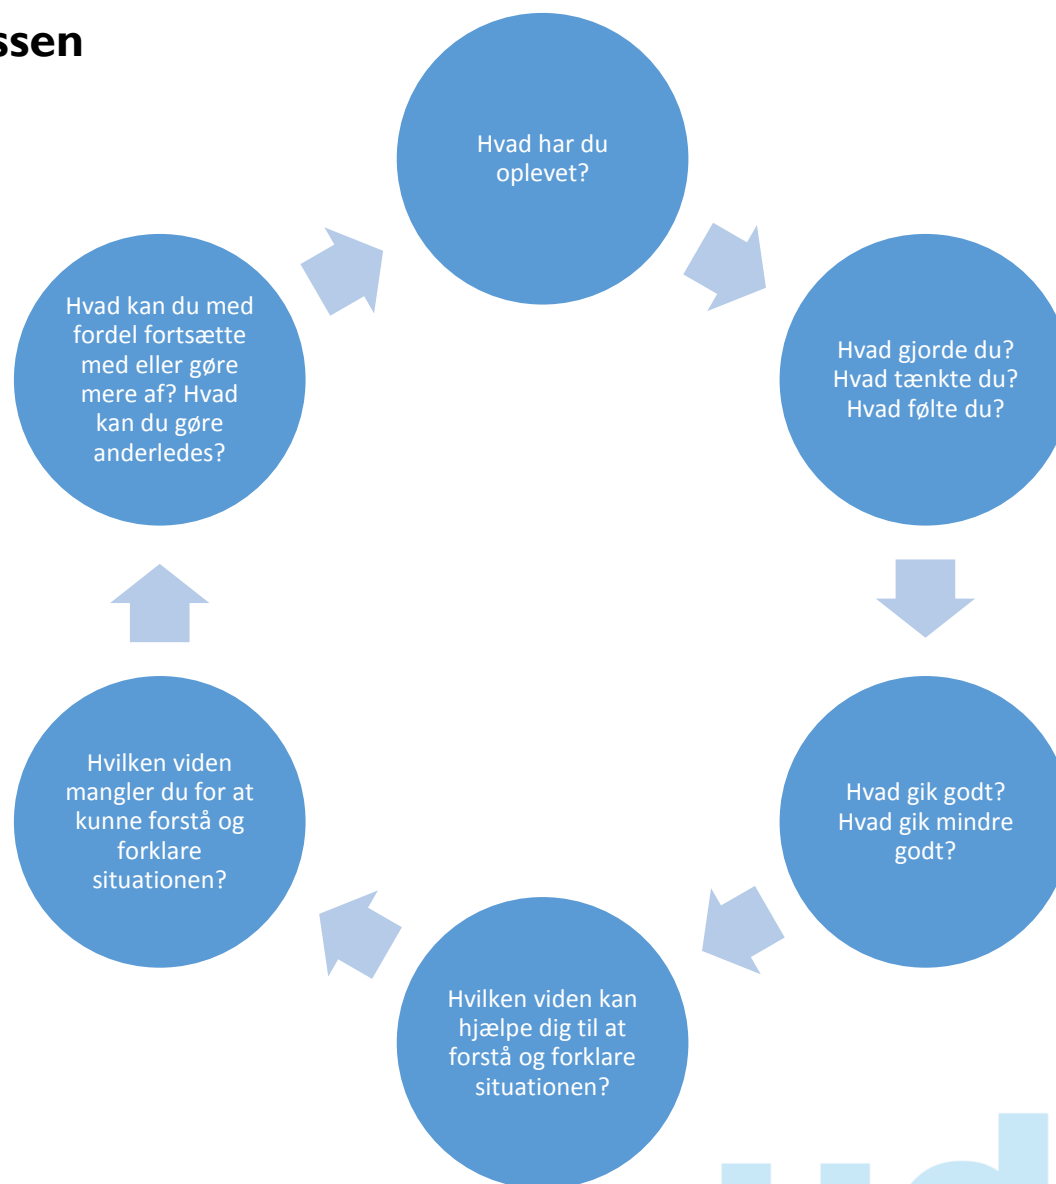 ssen
Hvad har du
oplevet?
Hvad gjorde du?
Hvad tænkte du?
Hvad følte du?
Hvad gik godt?
Hvad gik mindre
godt?
Hvilken viden kan
hjælpe dig til at
forstå og forklare
situationen?
Hvilken viden
mangler du for at
kunne forstå og
forklare
situationen?
Hvad kan du med
fordel fortsætte
med eller gøre
mere af? Hvad
kan du gøre
anderledes?